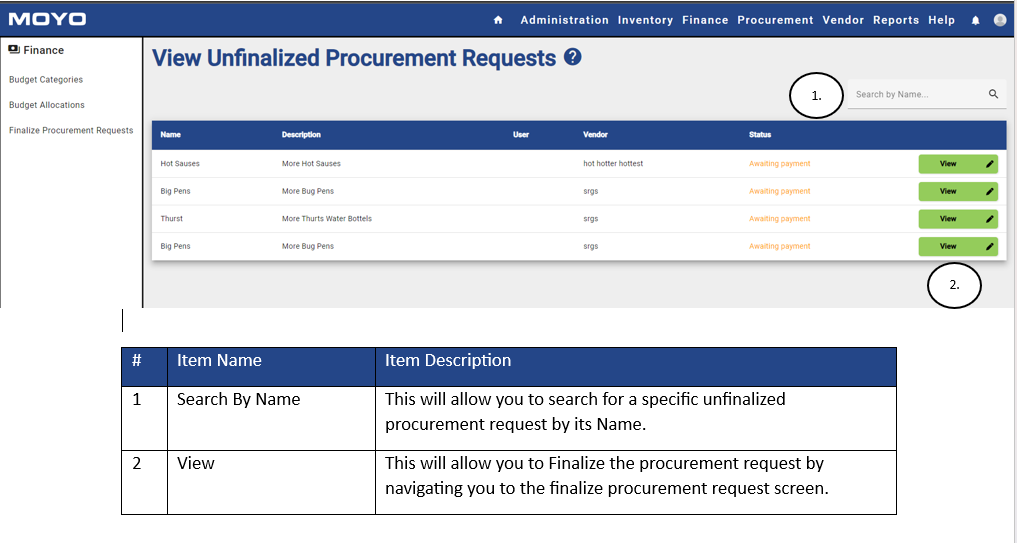 MOYO
Administration Inventory Finance Procurement Vendor Reports Help
Finance
Budget Categories
Budget Allocations
Finalize Procurement Requests
View Unfinalized Procurement Requests ?
1.
Search by Name...
Name Description User Vendor Status
Hot Sauses More Hot Sauses hot hotter hottest Awaiting payment View
Big Pens More Bug Pens srgs Awaiting payment View
Thurst More Thurts Water Bottels srgs Awaiting payment View
Big Pens More Bug Pens srgs Awaiting payment View
2.
# Item Name Item Description
1 Search By Name This will allow you to search for a specific unfinalized
procurement request by its Name.
2 View This will allow you to Finalize the procurement request by
navigating you to the finalize procurement request screen.